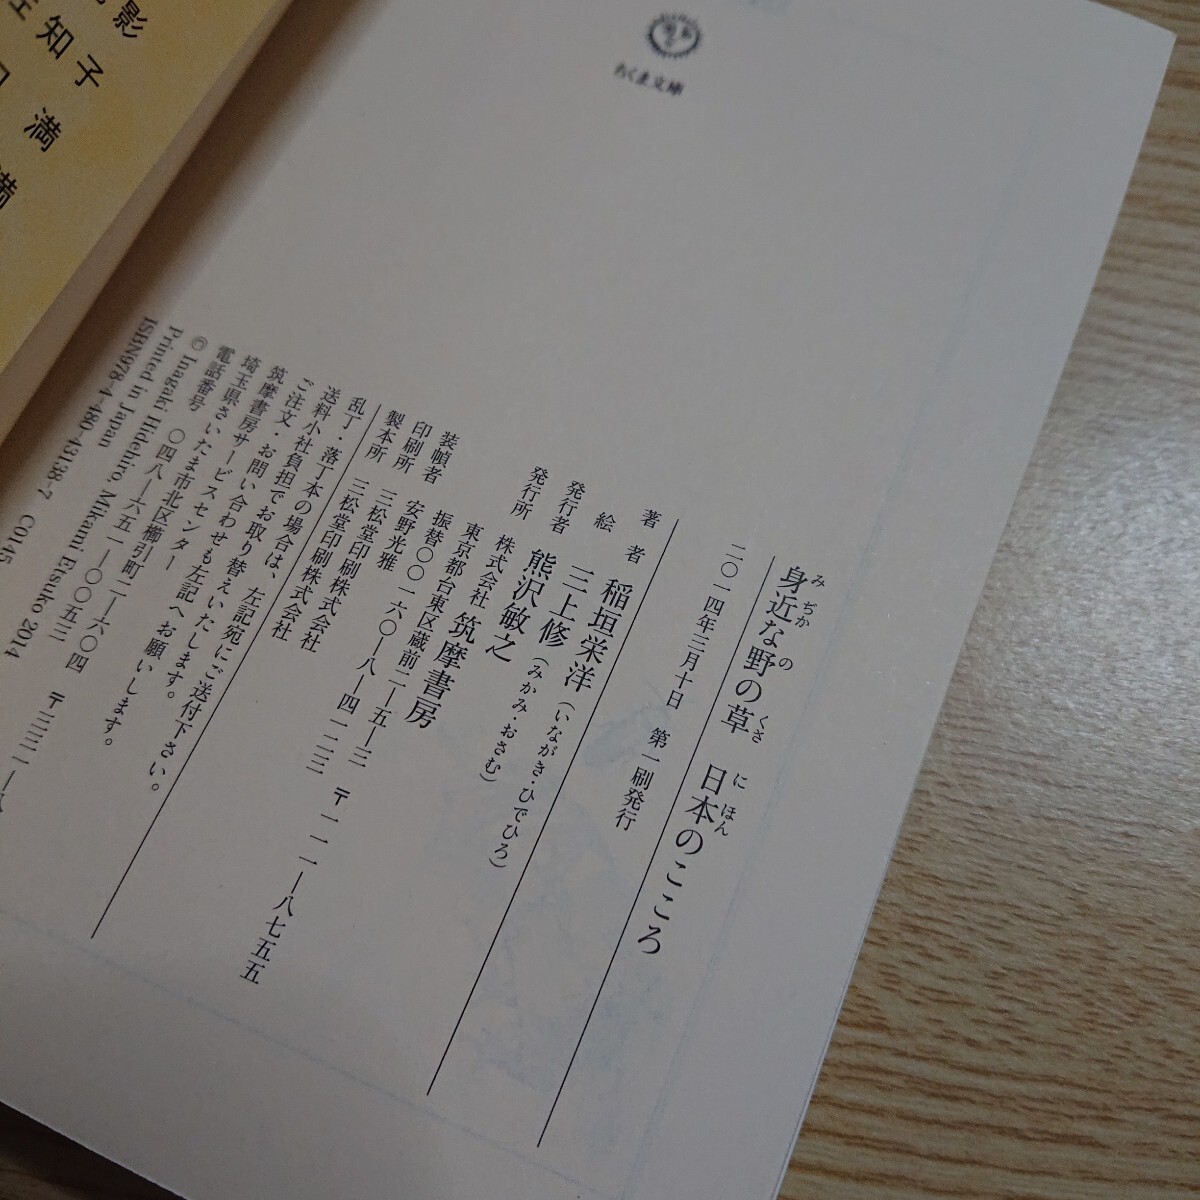 ちくま文庫
身近な野の草 日本のこころ
二〇一四年三月十日 第一刷発行
著者 稲垣栄洋(いながき・ひでひろ)
絵 三上修(みかみ・おさむ)
発行者 熊沢敏之
発行所 株式会社 筑摩書房
東京都台東区蔵前二―五―三 〒一一一―八七五五
振替〇〇一六〇―八―四一二三
装幀者 安野光雅
印刷所 三松堂印刷株式会社
製本所 三松堂印刷株式会社
乱丁・落丁本の場合は、左記宛にご送付下さい。
送料小社負担でお取り替えいたします。
ご注文・お問い合わせも左記へお願いします。
筑摩書房サービスセンター
埼玉県さいたま市北区櫛引町二―六〇四 〒三三一―八
電話番号 〇四八―六五一―〇〇五三
© Inagaki Hidehiro, Mikami Etsuko 2014
Printed in Japan
ISBN978-4-480-43138-7 C0145
影
知子
満